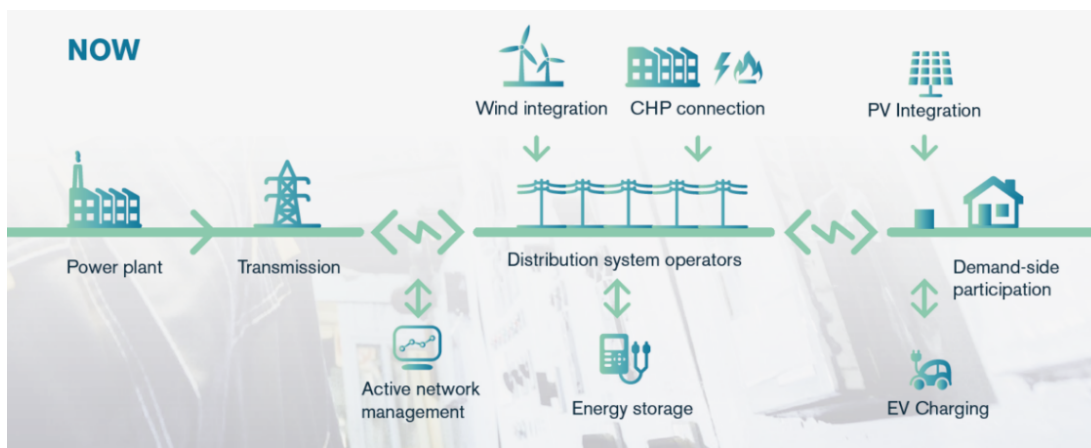 NOW
Wind integration
CHP connection
PV Integration
Power plant
Transmission
Distribution system operators
Demand-side
participation
Active network
management
Energy storage
EV Charging